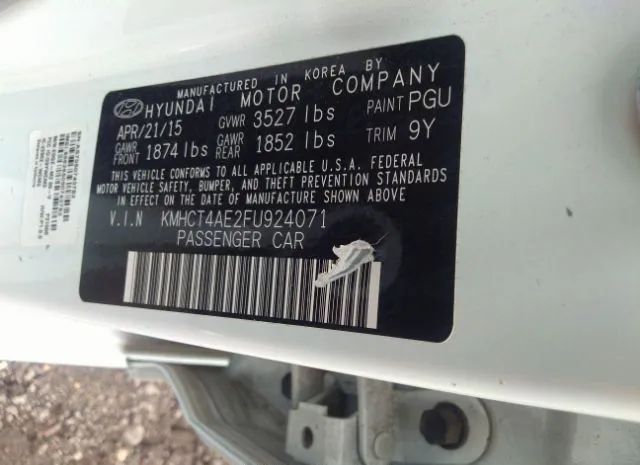 MANUFACTURED IN KOREA BY
HYUNDAI MOTOR COMPANY
APR/21/15 GVWR 3527 lbs PAINT PGU
GAWR FRONT 1874 lbs GAWR REAR 1852 lbs TRIM 9Y
THIS VEHICLE CONFORMS TO ALL APPLICABLE U.S.A. FEDERAL
MOTOR VEHICLE SAFETY, BUMPER, AND THEFT PREVENTION STANDARDS
IN EFFECT ON THE DATE OF MANUFACTURE SHOWN ABOVE
V.I.N KMHCT4AE2FU924071
PASSENGER CAR